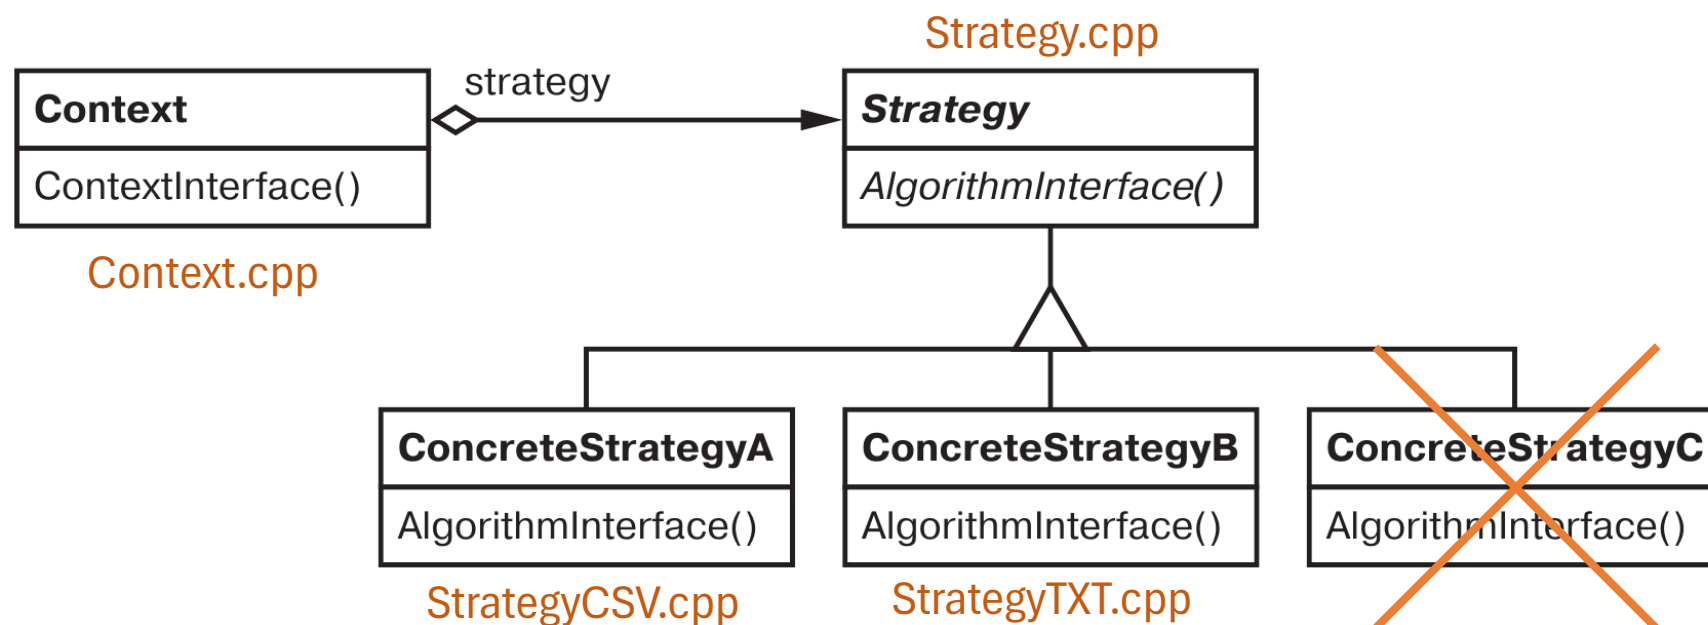 Strategy.cpp
strategy
Context
Strategy
ContextInterface()
AlgorithmInterface()
Context.cpp
ConcreteStrategyA
ConcreteStrategyB
ConcreteStrategyC
AlgorithmInterface()
AlgorithmInterface()
AlgorithmInterface()
StrategyCSV.cpp
StrategyTXT.cpp